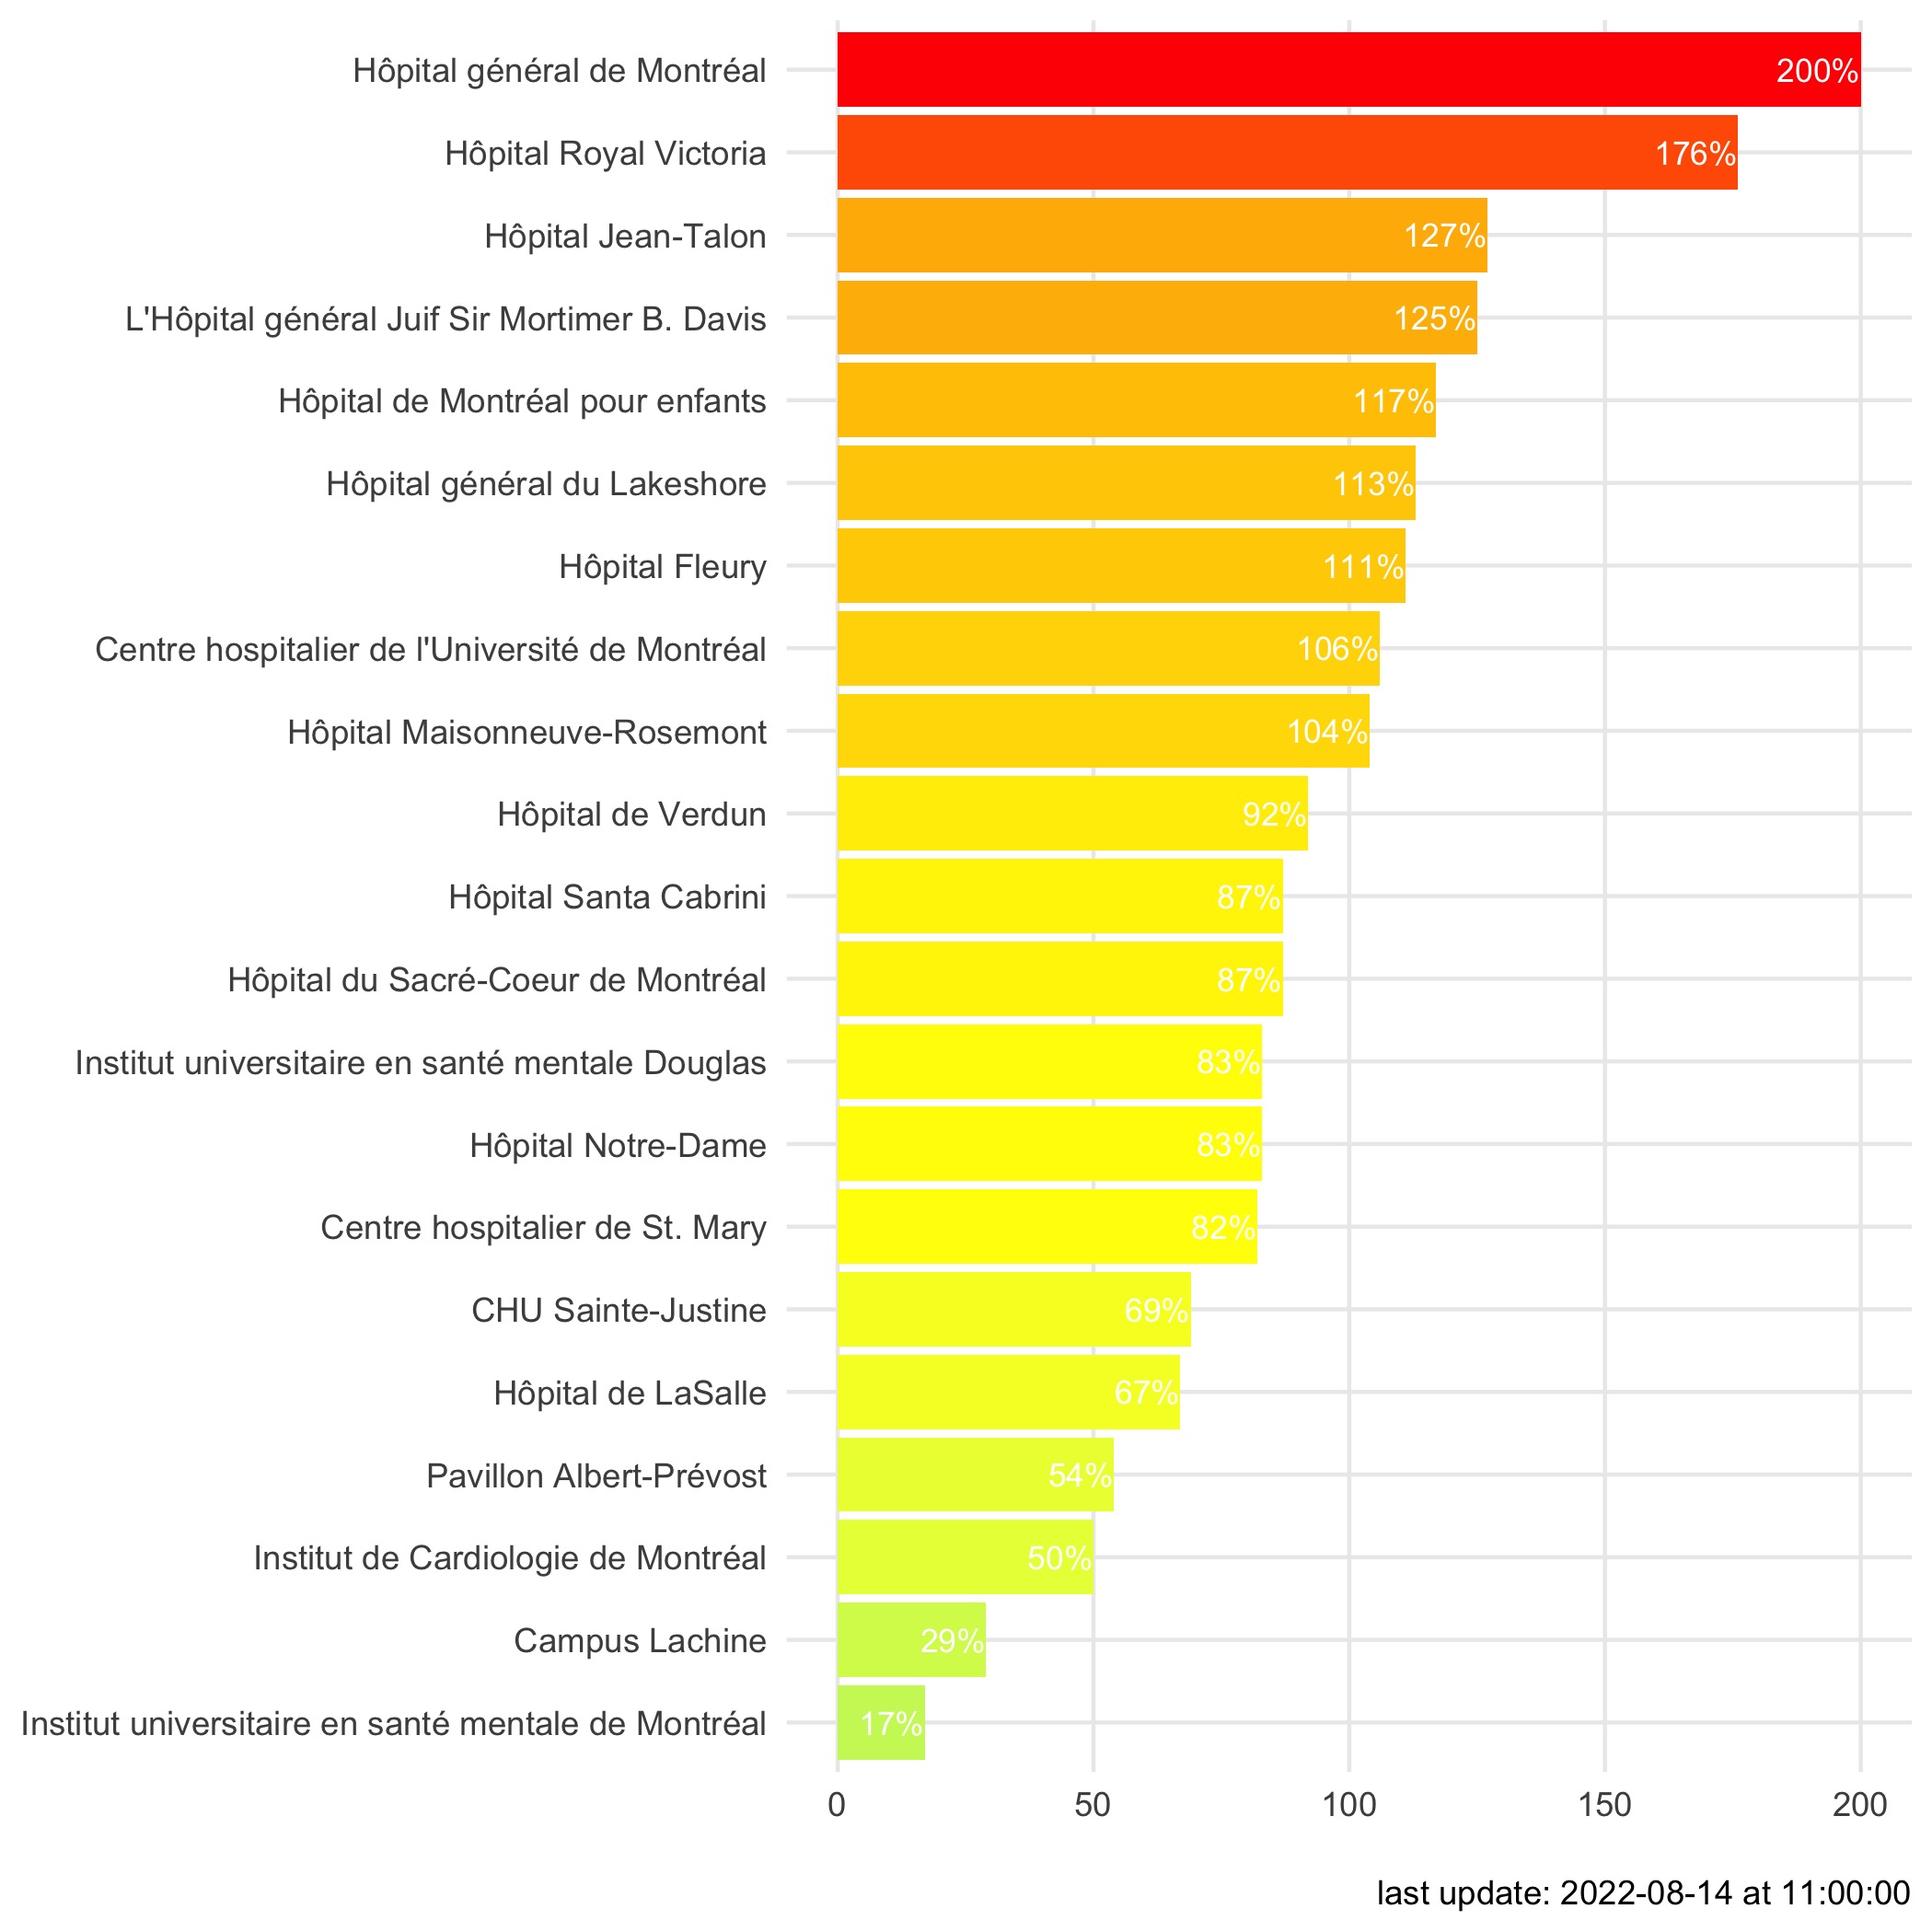 Hôpital général de Montréal 200%
Hôpital Royal Victoria 176%
Hôpital Jean-Talon 127%
L'Hôpital général Juif Sir Mortimer B. Davis 125%
Hôpital de Montréal pour enfants 117%
Hôpital général du Lakeshore 113%
Hôpital Fleury 111%
Centre hospitalier de l'Université de Montréal 106%
Hôpital Maisonneuve-Rosemont 104%
Hôpital de Verdun 92%
Hôpital Santa Cabrini 87%
Hôpital du Sacré-Coeur de Montréal 87%
Institut universitaire en santé mentale Douglas 83%
Hôpital Notre-Dame 83%
Centre hospitalier de St. Mary 82%
CHU Sainte-Justine 69%
Hôpital de LaSalle 67%
Pavillon Albert-Prévost 54%
Institut de Cardiologie de Montréal 50%
Campus Lachine 29%
Institut universitaire en santé mentale de Montréal 17%
0 50 100 150 200
last update: 2022-08-14 at 11:00:00